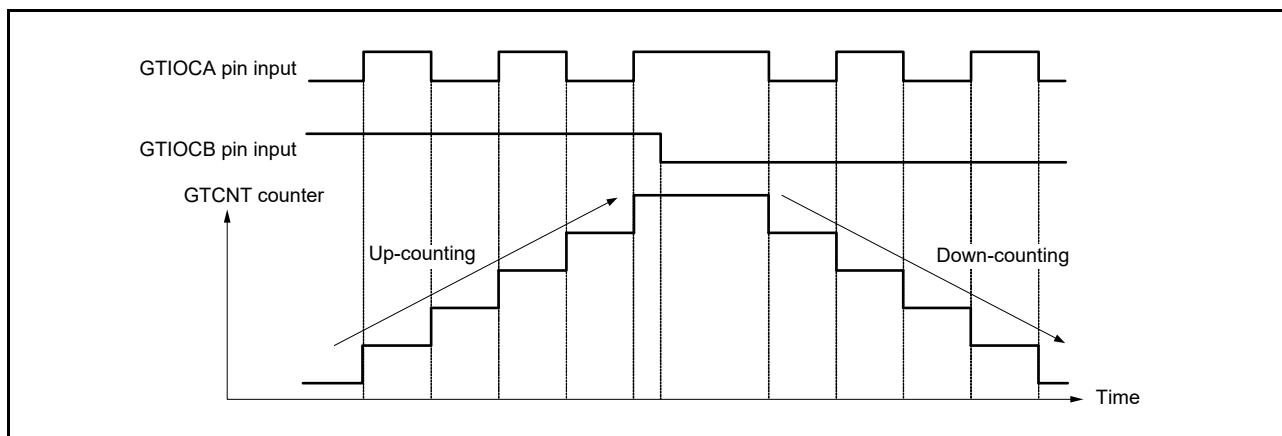 GTIOCA pin input
GTIOCB pin input
GTCNT counter
Up-counting
Down-counting
Time